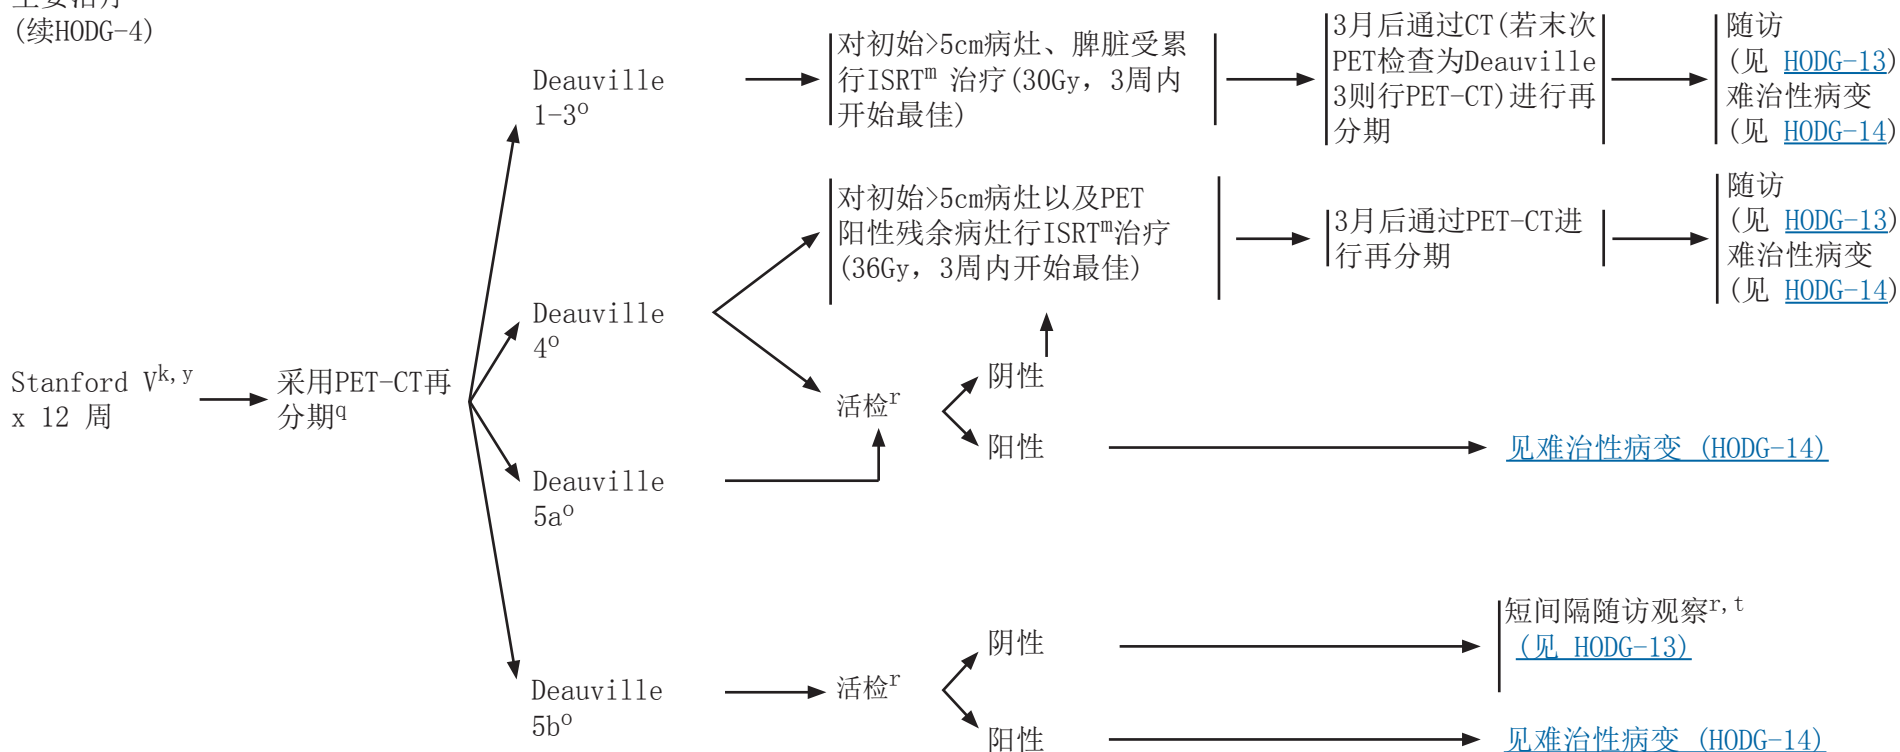 (续HODG-4)
Deauville
1-3o
对初始>5cm病灶、脾脏受累
行ISRTm 治疗(30Gy，3周内
开始最佳)
3月后通过CT(若末次
PET检查为Deauville
3则行PET-CT)进行再
分期
随访
(见 HODG-13)
难治性病变
(见 HODG-14)
Deauville
4o
对初始>5cm病灶以及PET
阳性残余病灶行ISRTm治疗
(36Gy，3周内开始最佳)
3月后通过PET-CT进
行再分期
随访
(见 HODG-13)
难治性病变
(见 HODG-14)
Stanford Vk,y
x 12 周
采用PET-CT再
分期q
活检r
阴性
阳性
见难治性病变 (HODG-14)
Deauville
5ao
Deauville
5bo
活检r
阴性
短间隔随访观察r,t
(见 HODG-13)
阳性
见难治性病变 (HODG-14)